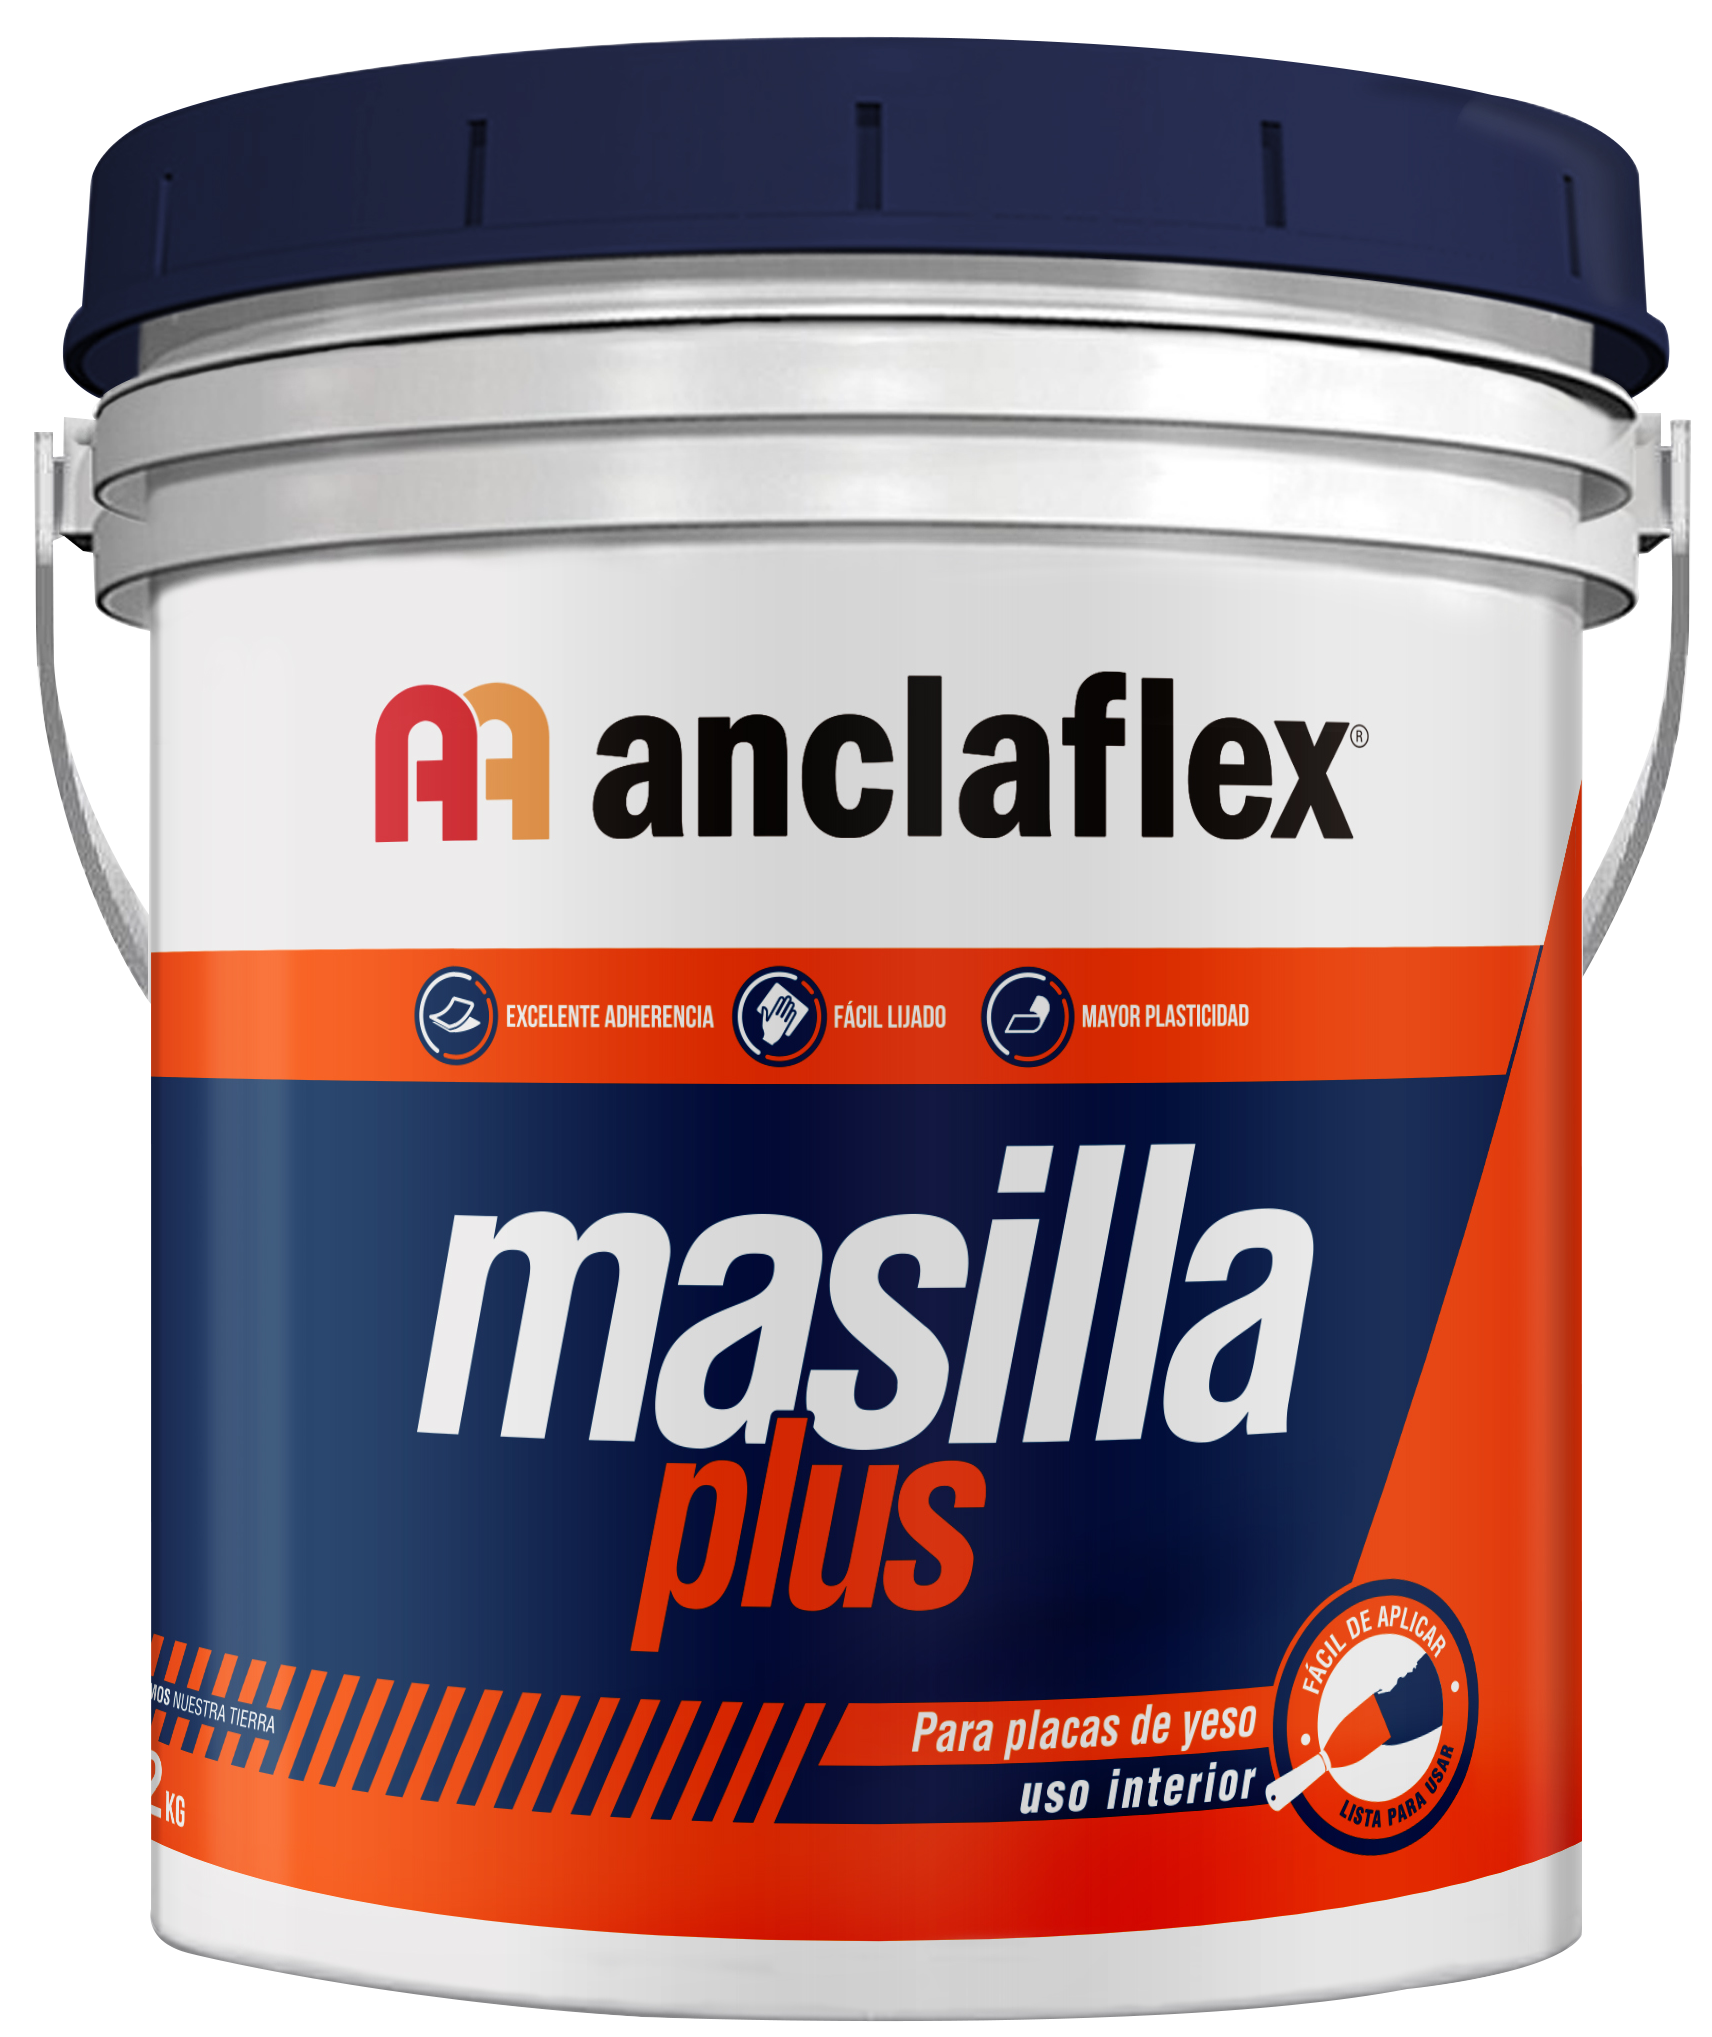 anclaflex®
EXCELENTE ADHERENCIA
FÁCIL LIJADO
MAYOR PLASTICIDAD
masilla
plus
NUESTRA TIERRA
KG
Para placas de yeso
uso interior
FÁCIL DE APLICAR
LISTA PARA USAR